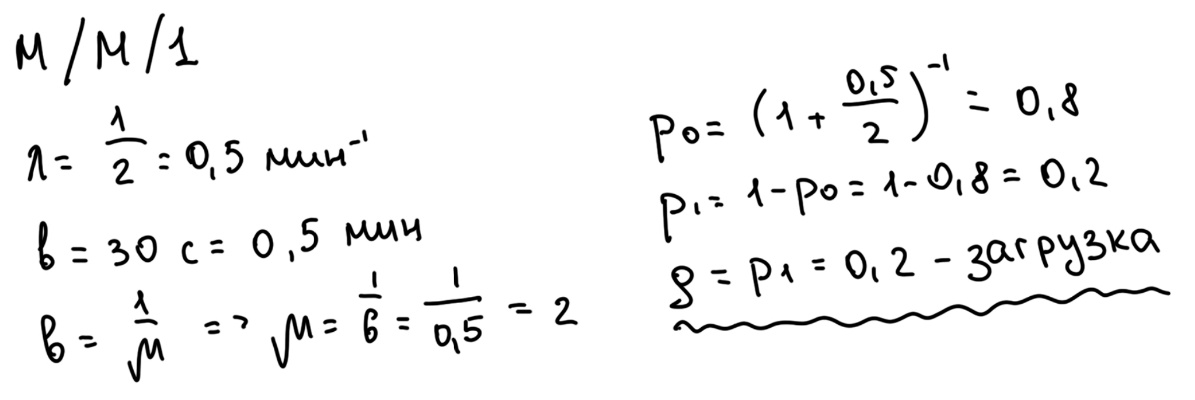 М/М/1
λ = 1/2 = 0,5 мин⁻¹
b = 30 с = 0,5 мин
b = 1/μ => μ = 1/b = 1/0,5 = 2
p0 = (1 + 0,5/2)⁻¹ = 0,8
p1 = 1 - p0 = 1 - 0,8 = 0,2
ρ = p1 = 0,2 - загрузка